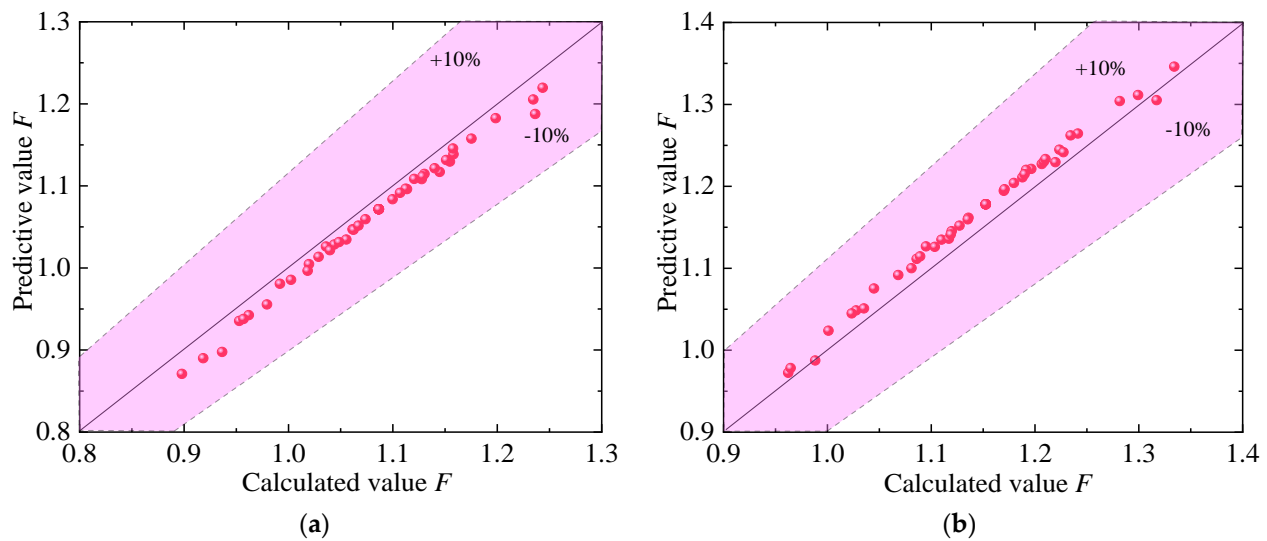 1.3
1.2
1.1
1.0
0.9
0.8
Predictive value F
+10%
-10%
0.8 0.9 1.0 1.1 1.2 1.3
Calculated value F
(a)
1.4
1.3
1.2
1.1
1.0
0.9
Predictive value F
+10%
-10%
0.9 1.0 1.1 1.2 1.3 1.4
Calculated value F
(b)